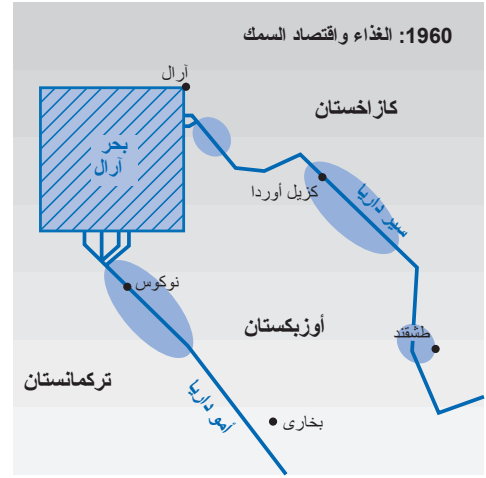 1960: الغذاء واقتصاد السمك
آرال
كازاخستان
بحر
آرال
كزيل أوردا
سير داريا
نوكوس
أوزبكستان
طشقند
تركمانستان
أمو داريا
بخارى